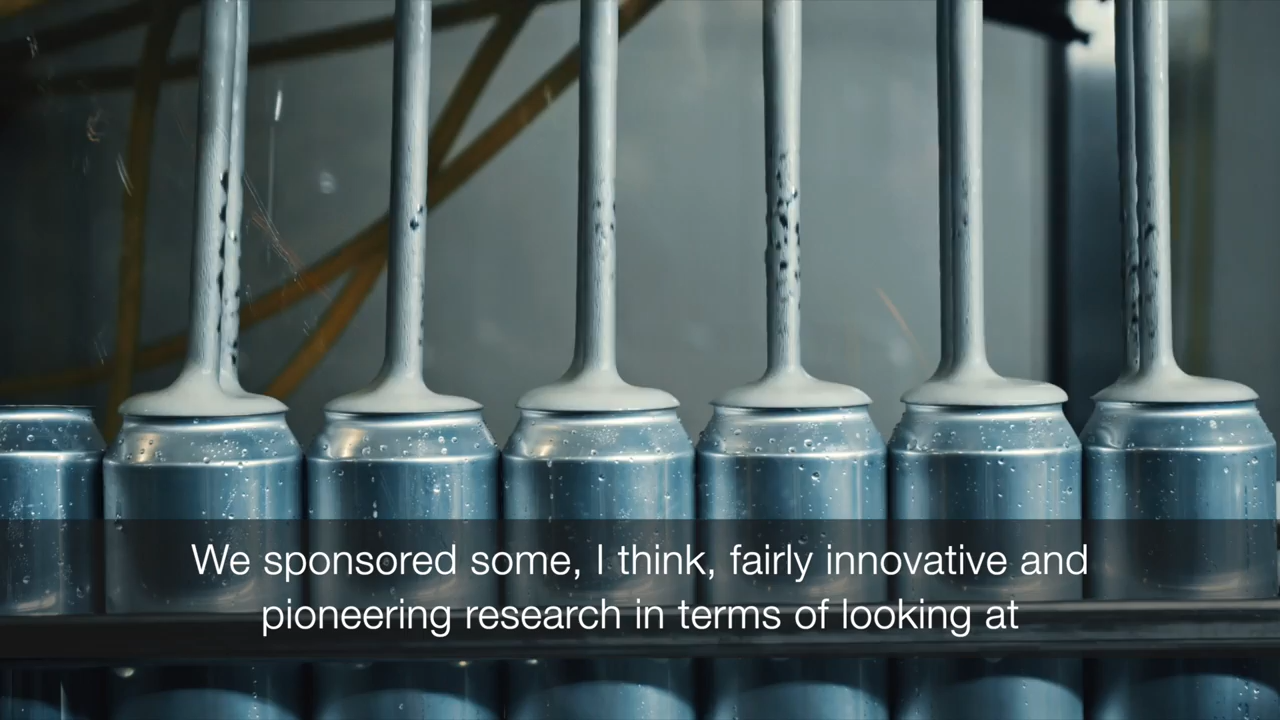 We sponsored some, I think, fairly innovative and
pioneering research in terms of looking at